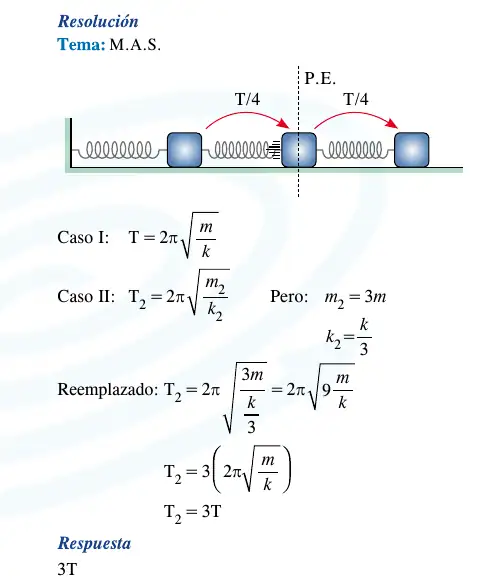 Resolución
Tema: M.A.S.
P.E.
T/4 T/4
Caso I: T = 2π√(m/k)
Caso II: T₂ = 2π√(m₂/k₂) Pero: m₂ = 3m
k₂ = k/3
Reemplazado: T₂ = 2π√(3m/(k/3)) = 2π√(9 m/k)
T₂ = 3(2π√(m/k))
T₂ = 3T
Respuesta
3T